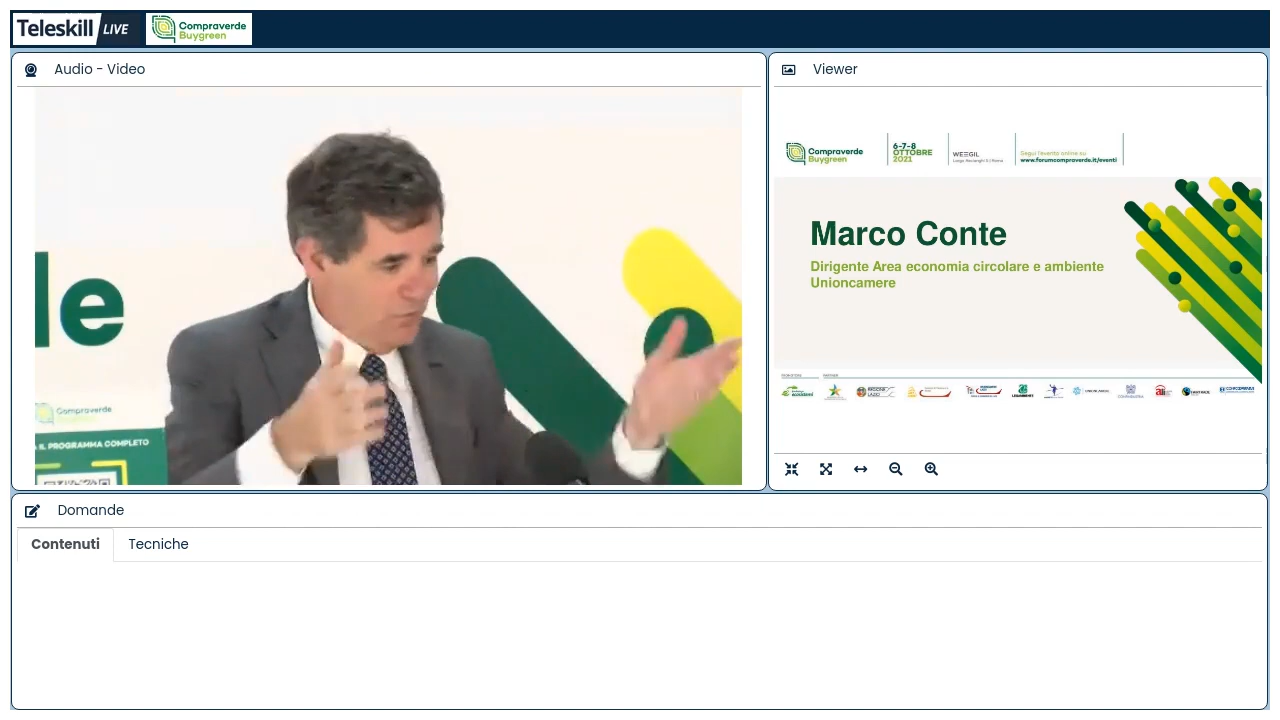 Teleskill LIVE
Compraverde
Buygreen
Audio - Video
le
Compraverde
IL PROGRAMMA COMPLETO
Viewer
Compraverde
Buygreen
6-7-8
OTTOBRE
2021
WEGIL
Segui l'evento online su
www.forumcompraverde.it/eventi
Marco Conte
Dirigente Area economia circolare e ambiente
Unioncamere
Domande
Contenuti
Tecniche